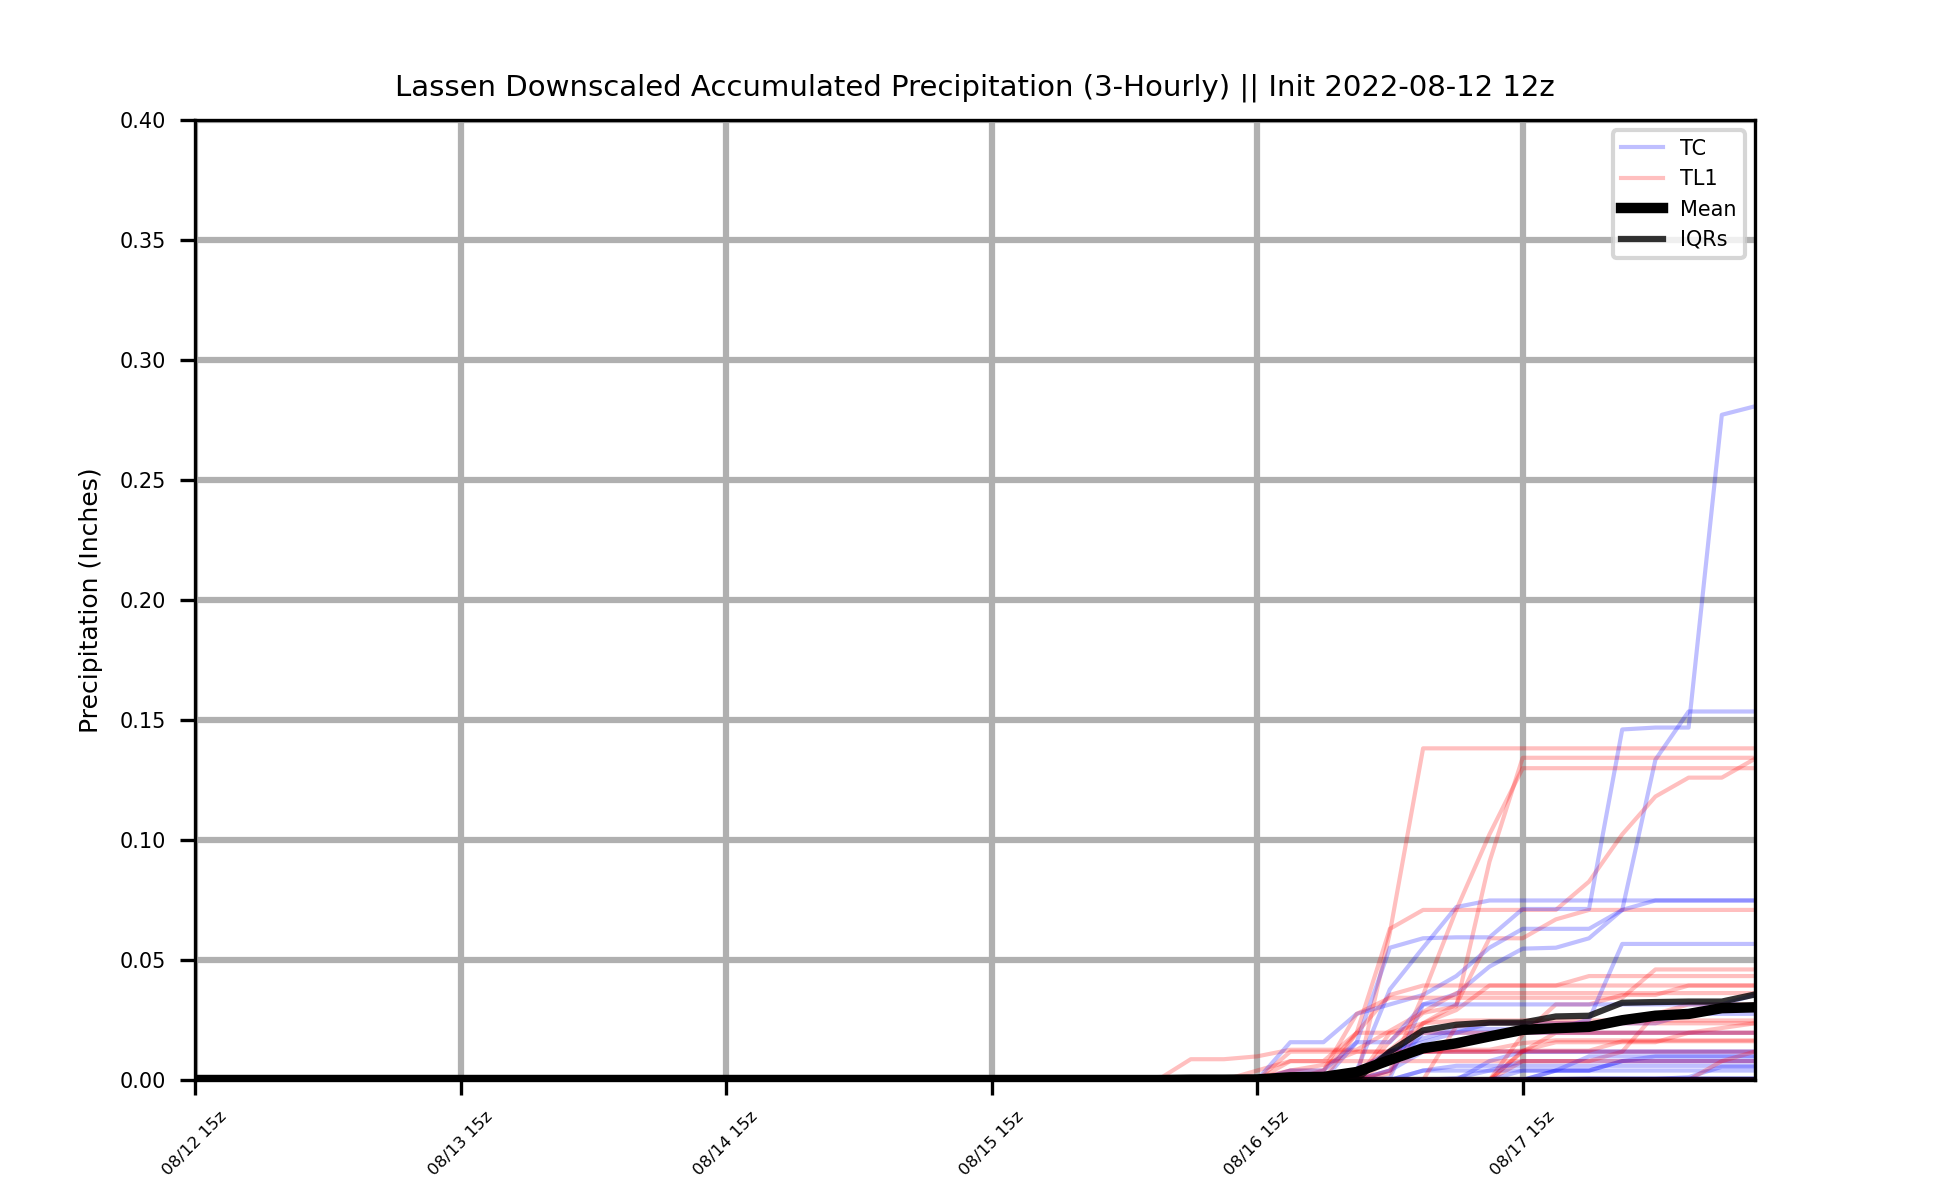 Lassen Downscaled Accumulated Precipitation (3-Hourly) || Init 2022-08-12 12z
0.40
0.35
0.30
0.25
0.20
0.15
0.10
0.05
0.00
Precipitation (Inches)
TC
TL1
Mean
IQRs
08/12 15z
08/13 15z
08/14 15z
08/15 15z
08/16 15z
08/17 15z